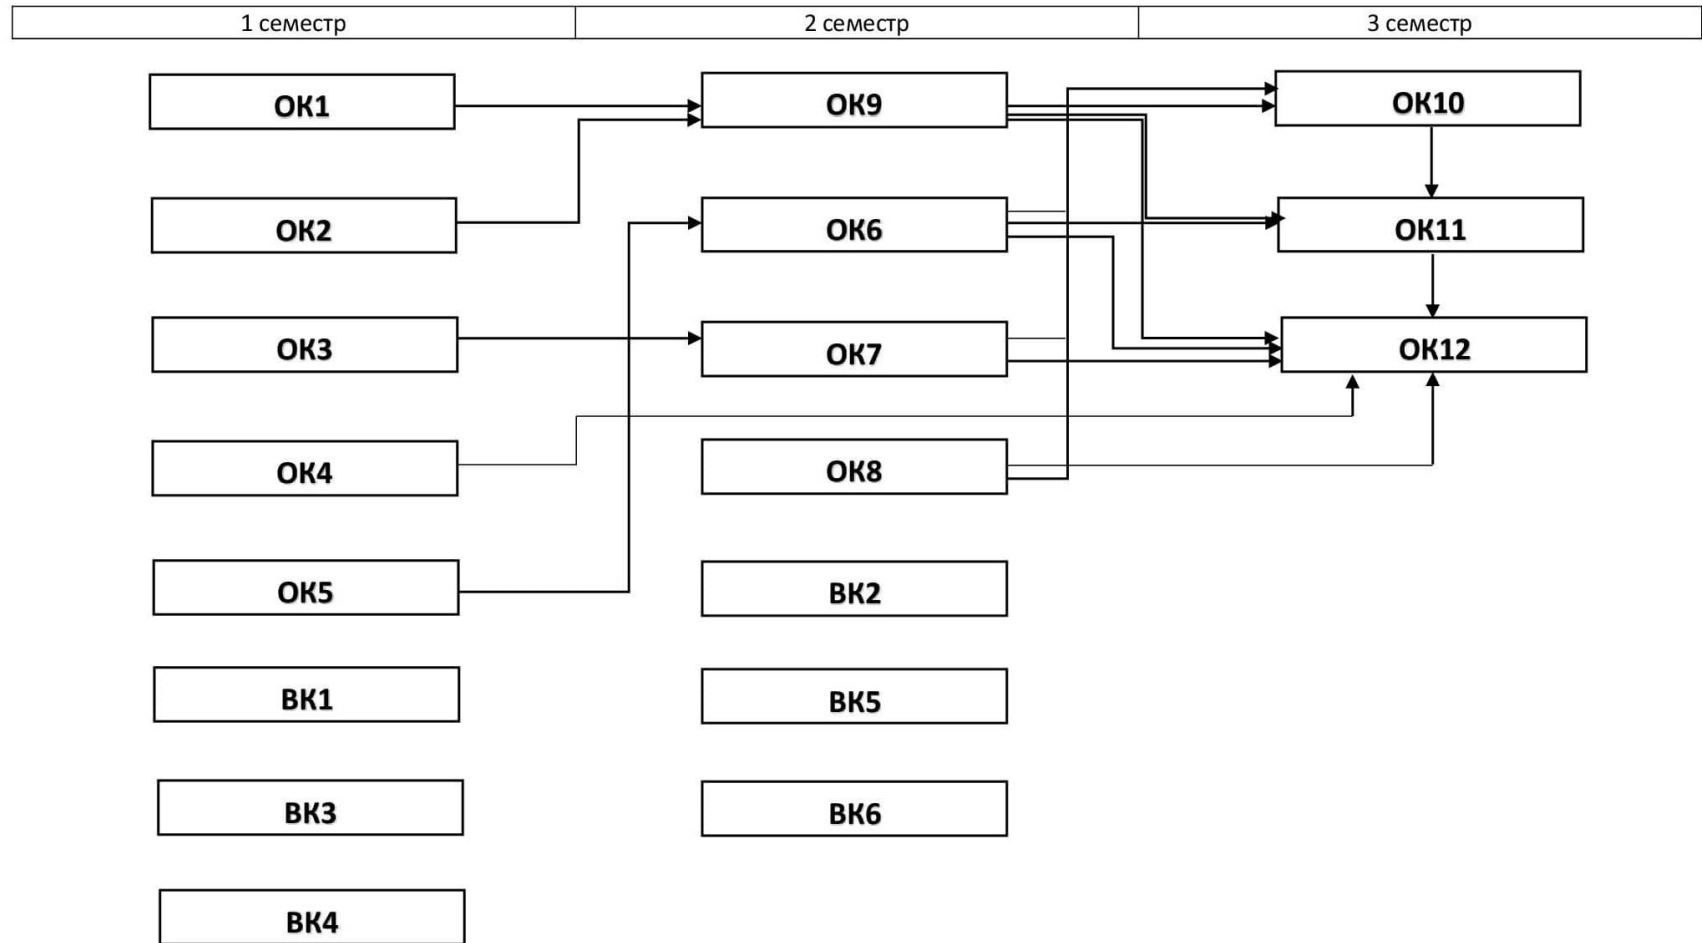 1 семестр 2 семестр 3 семестр
ОК1 ОК9 ОК10
ОК2 ОК6 ОК11
ОК3 ОК7 ОК12
ОК4 ОК8
ОК5 ВК2
ВК1 ВК5
ВК3 ВК6
ВК4